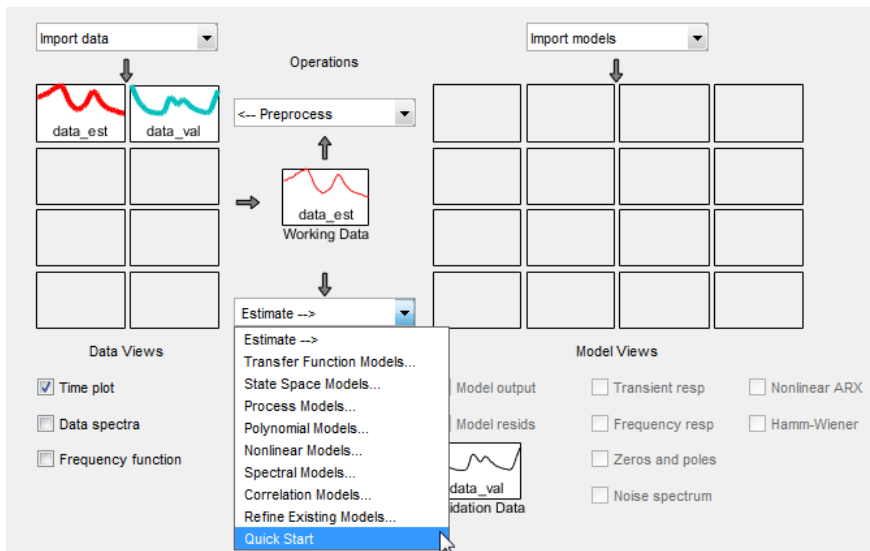 Import data
Operations
Import models
data_est
data_val
<-- Preprocess
data_est
Working Data
Estimate -->
Estimate -->
Transfer Function Models...
State Space Models...
Process Models...
Polynomial Models...
Nonlinear Models...
Spectral Models...
Correlation Models...
Refine Existing Models...
Quick Start
Data Views
Time plot
Data spectra
Frequency function
Model Views
Model output
Transient resp
Nonlinear ARX
Model resids
Frequency resp
Hamm-Wiener
Zeros and poles
Noise spectrum
data_val
idation Data